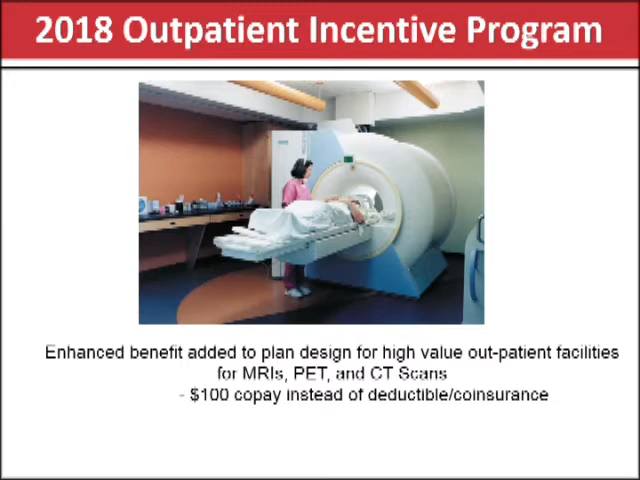 2018 Outpatient Incentive Program
Enhanced benefit added to plan design for high value out-patient facilities
for MRIs, PET, and CT Scans
- $100 copay instead of deductible/coinsurance